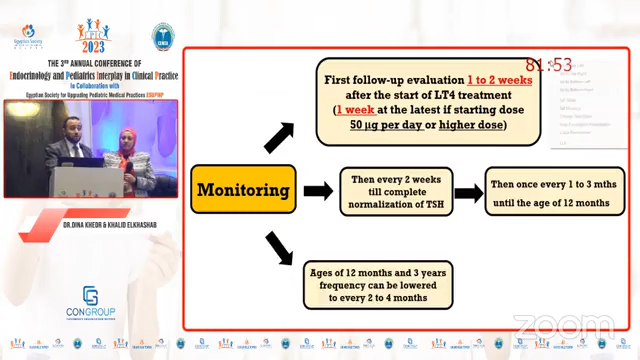 EPIC
2023
THE 3rd ANNUAL CONFERENCE OF
Endocrinology and Pediatrics Interplay in Clinical Practice
In Collaboration with
Egyptian Society for Upgrading Pediatric Medical Practices ESUPMP
DR.DINA KHEDR & KHALID ELKHASHAB
CONGROUP
81:53
First follow-up evaluation 1 to 2 weeks
after the start of LT4 treatment
(1 week at the latest if starting dose
50 µg per day or higher dose)
Monitoring
Then every 2 weeks
till complete
normalization of TSH
Then once every 1 to 3 mths
until the age of 12 months
Ages of 12 months and 3 years
frequency can be lowered
to every 2 to 4 months
zoom